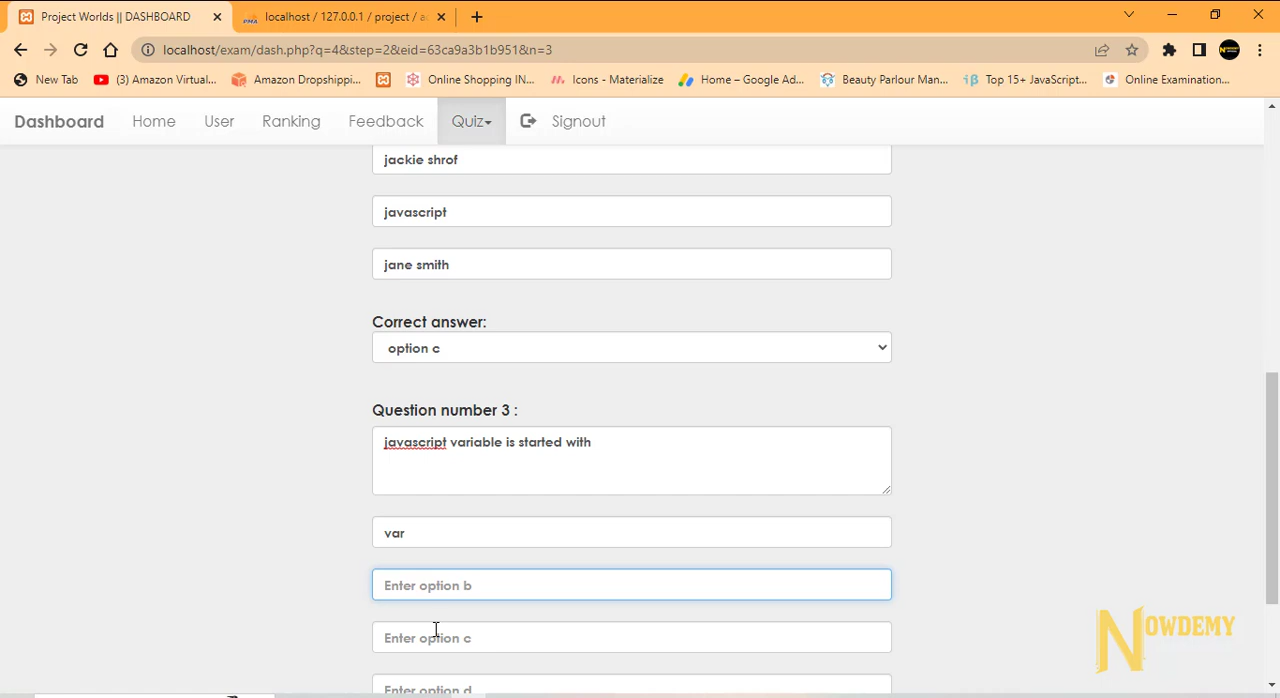 Project Worlds || DASHBOARD
localhost / 127.0.0.1 / project / a
localhost/exam/dash.php?q=4&step=2&eid=63ca9a3b1b951&n=3
New Tab
(3) Amazon Virtual...
Amazon Dropshippi...
Online Shopping IN...
Icons - Materialize
Home – Google Ad...
Beauty Parlour Man...
Top 15+ JavaScript...
Online Examination...
Dashboard
Home
User
Ranking
Feedback
Quiz
Signout
jackie shrof
javascript
jane smith
Correct answer:
option c
Question number 3 :
javascript variable is started with
var
Enter option b
Enter option c
Enter option d
NOWDEMY